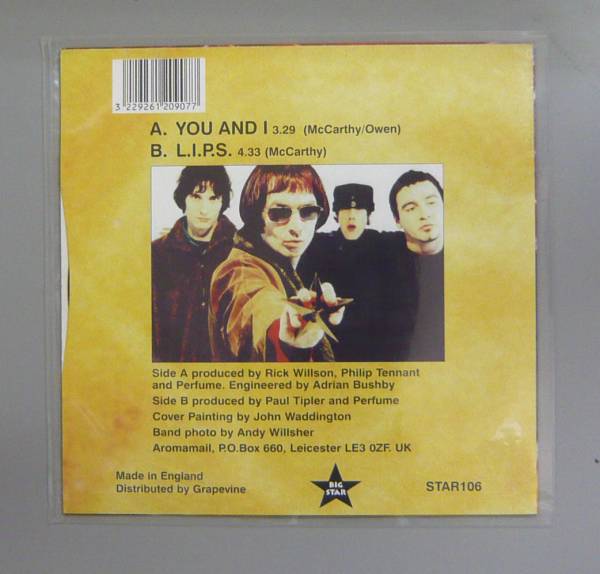 3 229261 209077
A. YOU AND I 3.29 (McCarthy/Owen)
B. L.I.P.S. 4.33 (McCarthy)
Side A produced by Rick Willson, Philip Tennant
and Perfume. Engineered by Adrian Bushby
Side B produced by Paul Tipler and Perfume
Cover Painting by John Waddington
Band photo by Andy Willsher
Aromamail, P.O.Box 660, Leicester LE3 0ZF. UK
Made in England
Distributed by Grapevine
BIG
STAR
STAR106